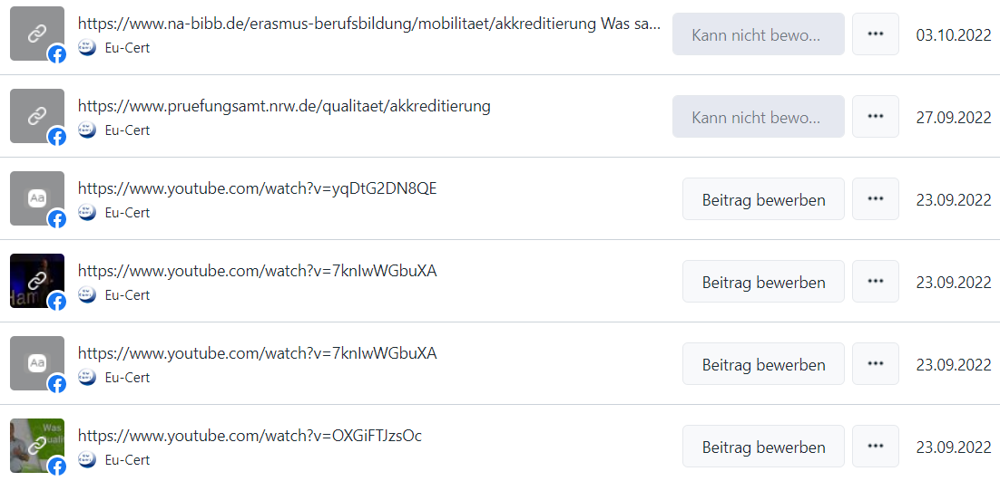 https://www.na-bibb.de/erasmus-berufsbildung/mobilitaet/akkreditierung Was sa... Kann nicht bewo... ••• 03.10.2022
Eu-Cert
https://www.pruefungsamt.nrw.de/qualitaet/akkreditierung Kann nicht bewo... ••• 27.09.2022
Eu-Cert
Aa https://www.youtube.com/watch?v=yqDtG2DN8QE Beitrag bewerben ••• 23.09.2022
Eu-Cert
https://www.youtube.com/watch?v=7knIwWGbuXA Beitrag bewerben ••• 23.09.2022
Ham
Eu-Cert
Aa https://www.youtube.com/watch?v=7knIwWGbuXA Beitrag bewerben ••• 23.09.2022
Eu-Cert
Was
https://www.youtube.com/watch?v=OXGiFTJzsOc Beitrag bewerben ••• 23.09.2022
Eu-Cert